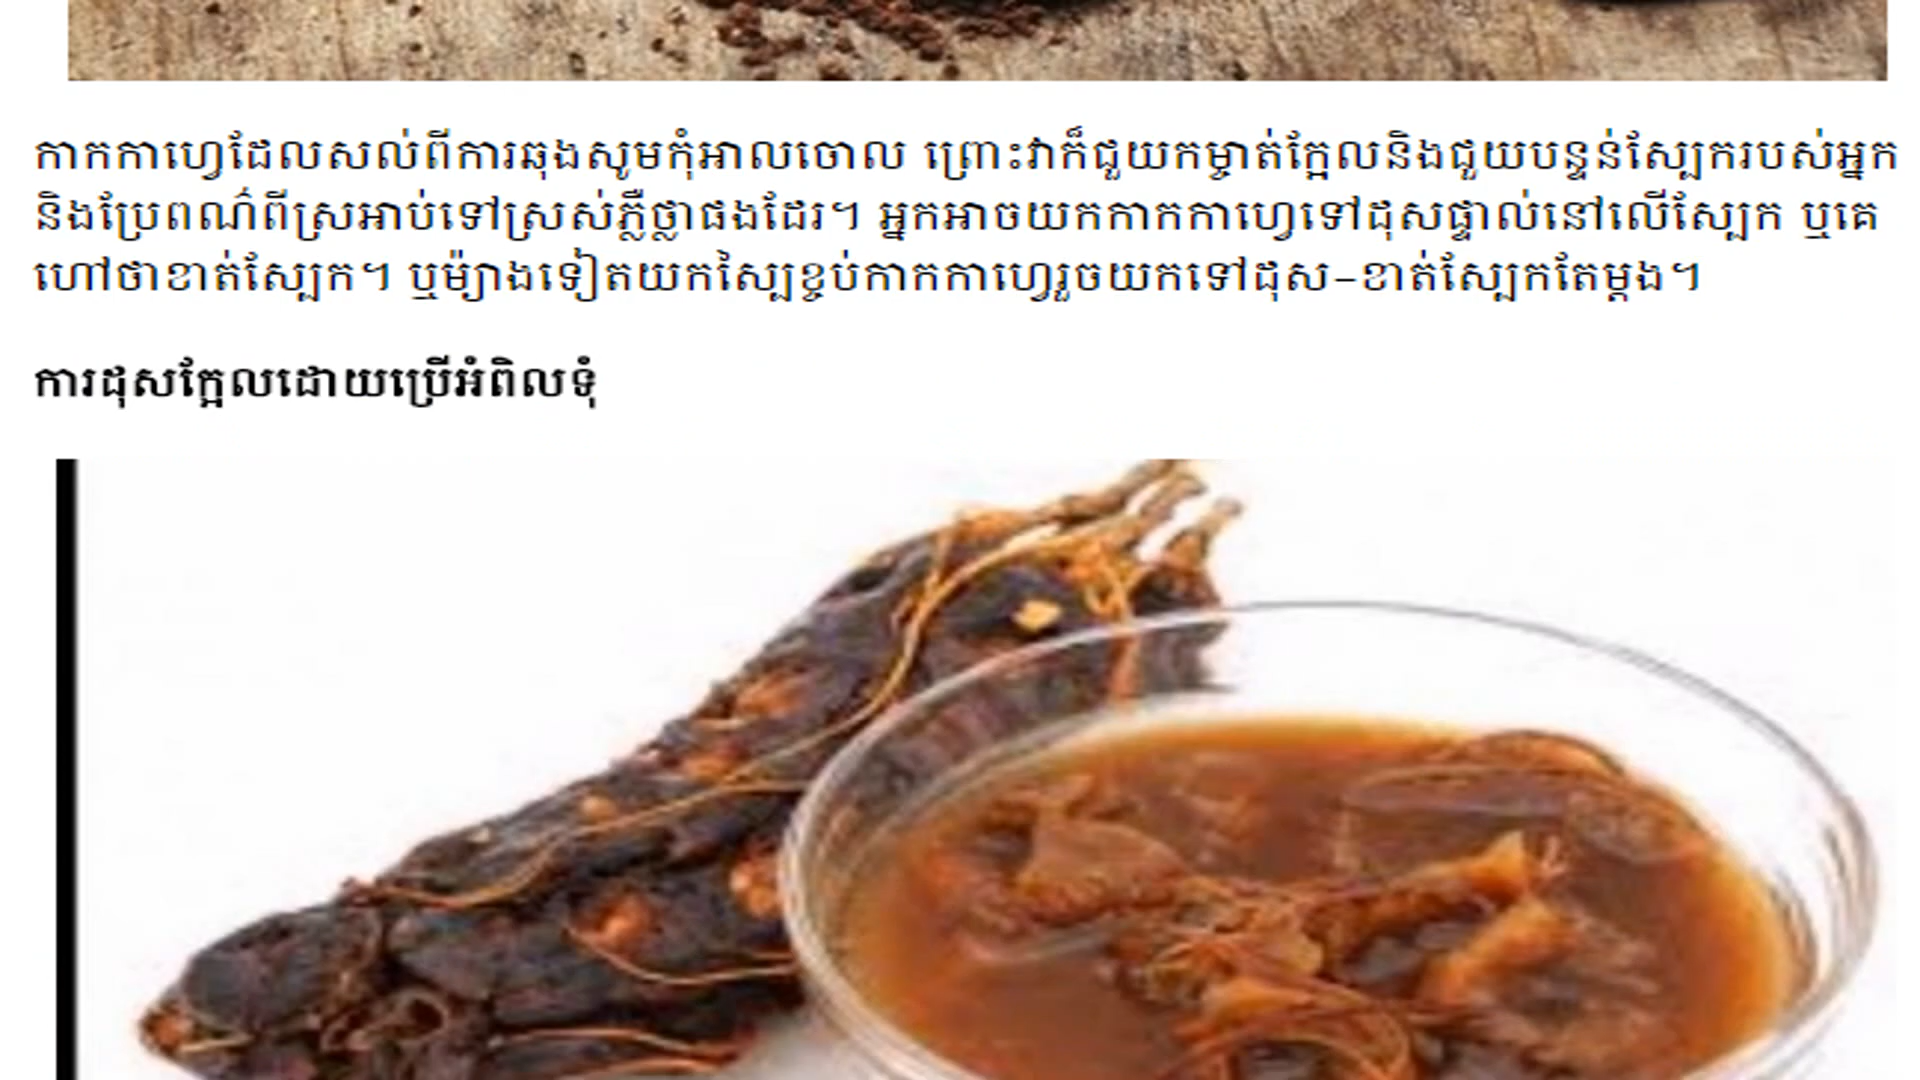 កាកកាហ្វេដែលសល់ពីការឆុងសូមកុំអាលចោល ព្រោះវាក៏ជួយកម្ចាត់ក្អែលនិងជួយបន្ទន់ស្បែករបស់អ្នក
និងប្រែពណ៌ពីស្រអាប់ទៅស្រស់ភ្លឺថ្លាផងដែរ។ អ្នកអាចយកកាកកាហ្វេទៅដុសផ្ទាល់នៅលើស្បែក ឬគេ
ហៅថាខាត់ស្បែក។ ឬម៉្យាងទៀតយកស្បៃខ្ចប់កាកកាហ្វេរួចយកទៅដុស–ខាត់ស្បែកតែម្តង។
ការដុសក្អែលដោយប្រើអំពិលទុំ